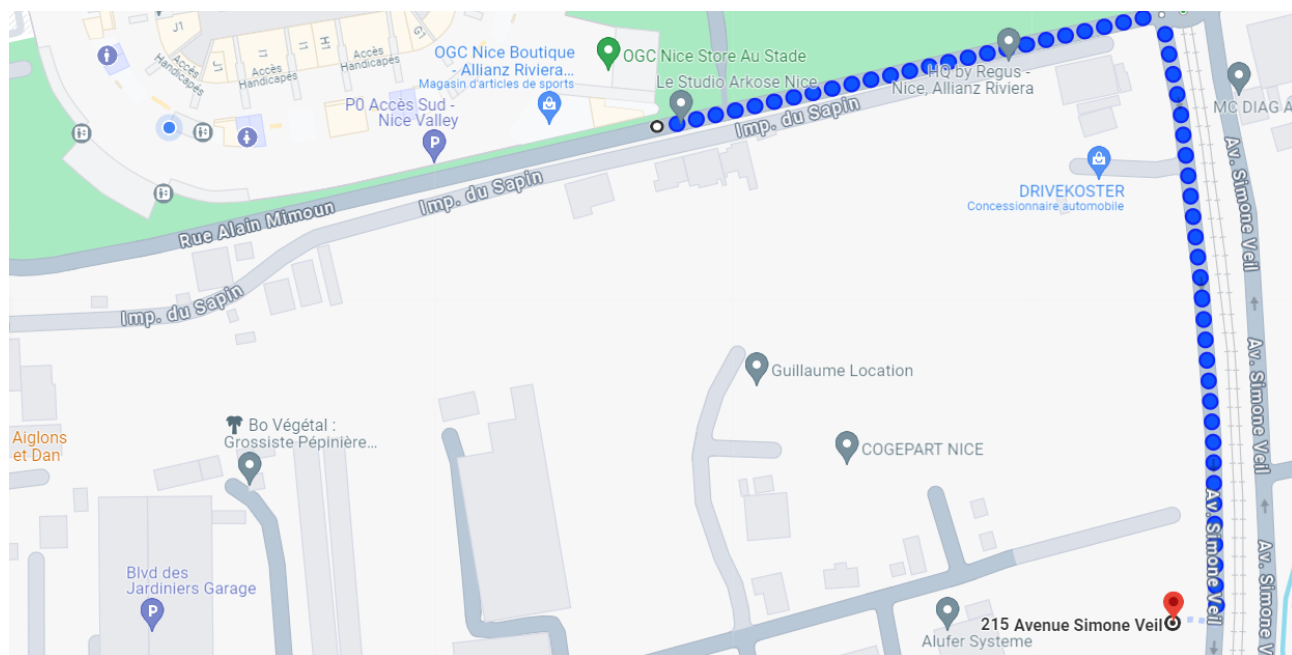 J1
G1
I1
H1
I1
Accès
Handicapés
Accès
Handicapés
Accès
Handicapés
OGC Nice Boutique
- Allianz Riviera...
Magasin d'articles de sports
OGC Nice Store Au Stade
Le Studio Arkose Nice
HQ by Regus -
Nice, Allianz Riviera
MC DIAG A
P0 Accès Sud -
Nice Valley
P
Imp. du Sapin
Imp. du Sapin
Rue Alain Mimoun
Imp. du Sapin
DRIVEKOSTER
Concessionnaire automobile
Av. Simone Veil
Av. Simone Veil
Guillaume Location
COGEPART NICE
Aiglons
et Dan
Bo Végétal :
Grossiste Pépinière...
Av. Simone Veil
Av. Simone V
Blvd des
Jardiniers Garage
P
Alufer Systeme
215 Avenue Simone Veil